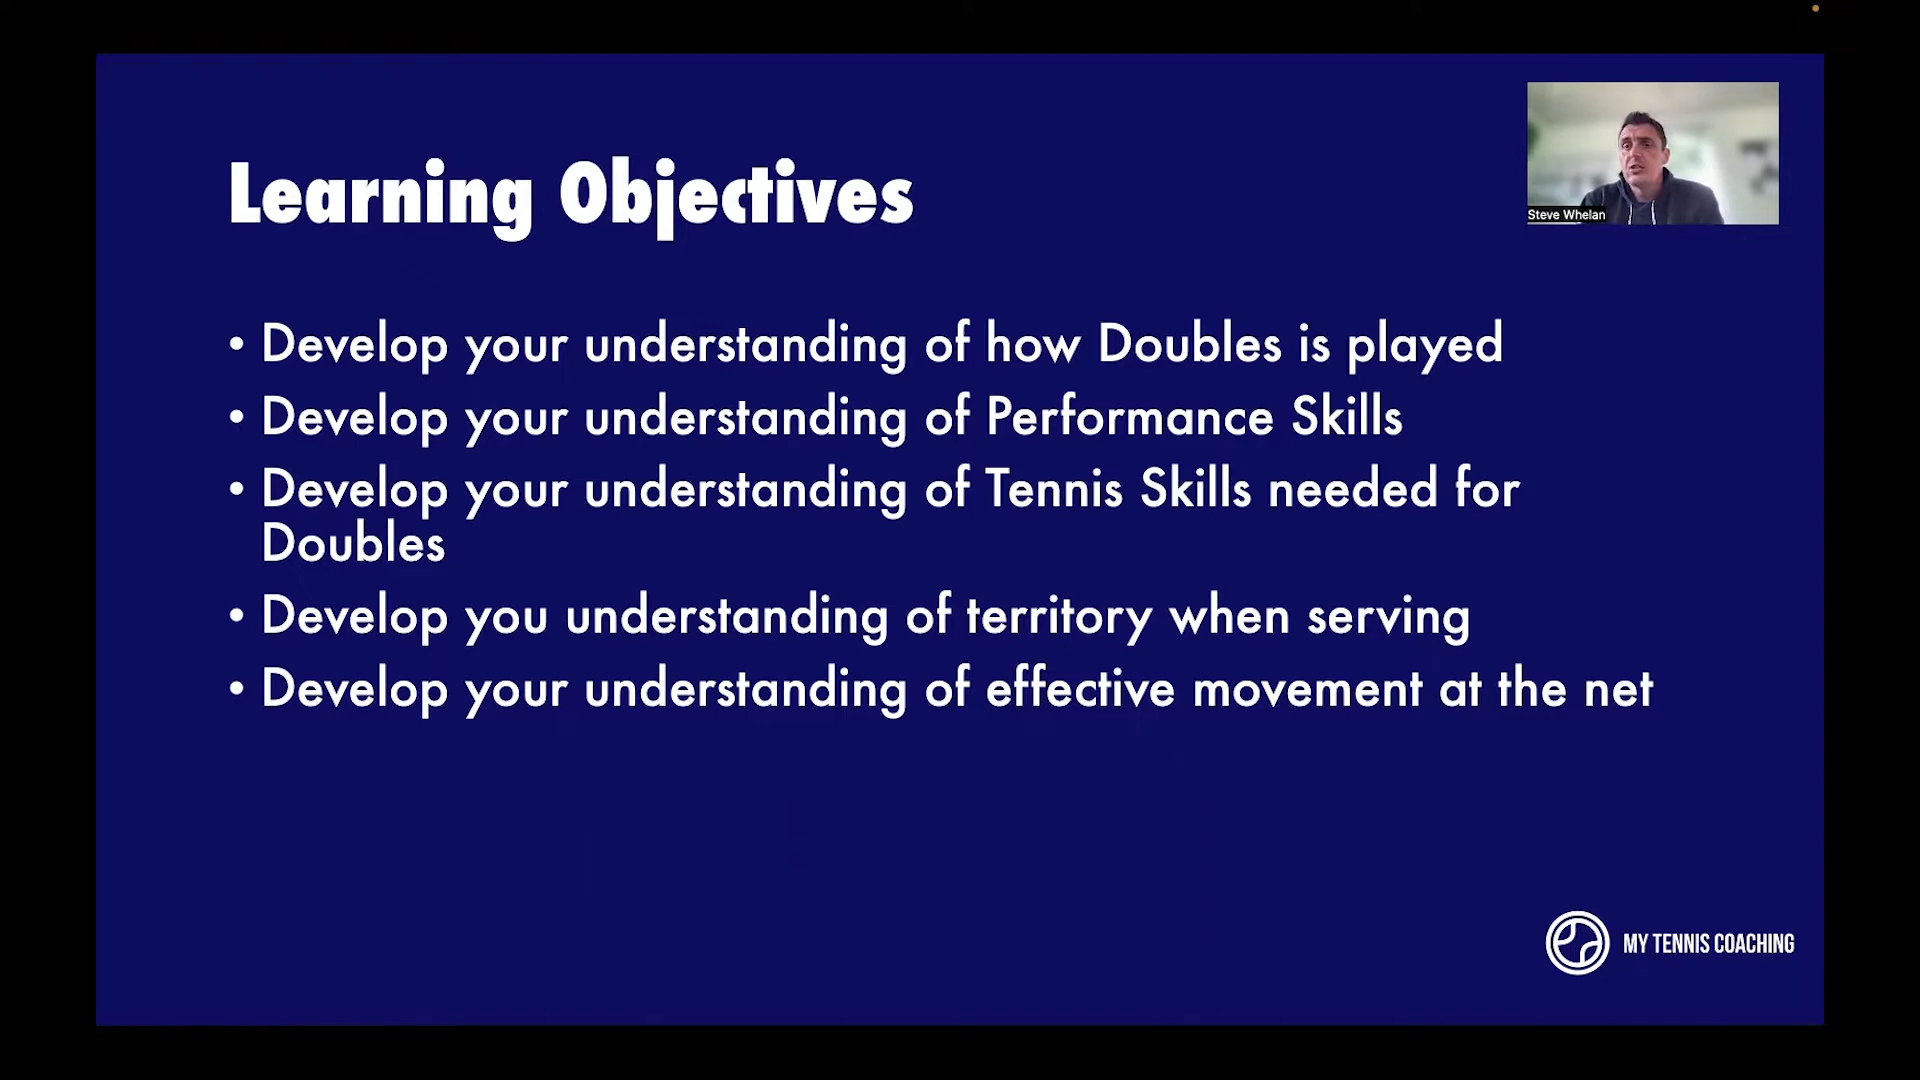 Learning Objectives
Steve Whelan
• Develop your understanding of how Doubles is played
• Develop your understanding of Performance Skills
• Develop your understanding of Tennis Skills needed for
Doubles
• Develop you understanding of territory when serving
• Develop your understanding of effective movement at the net
MY TENNIS COACHING